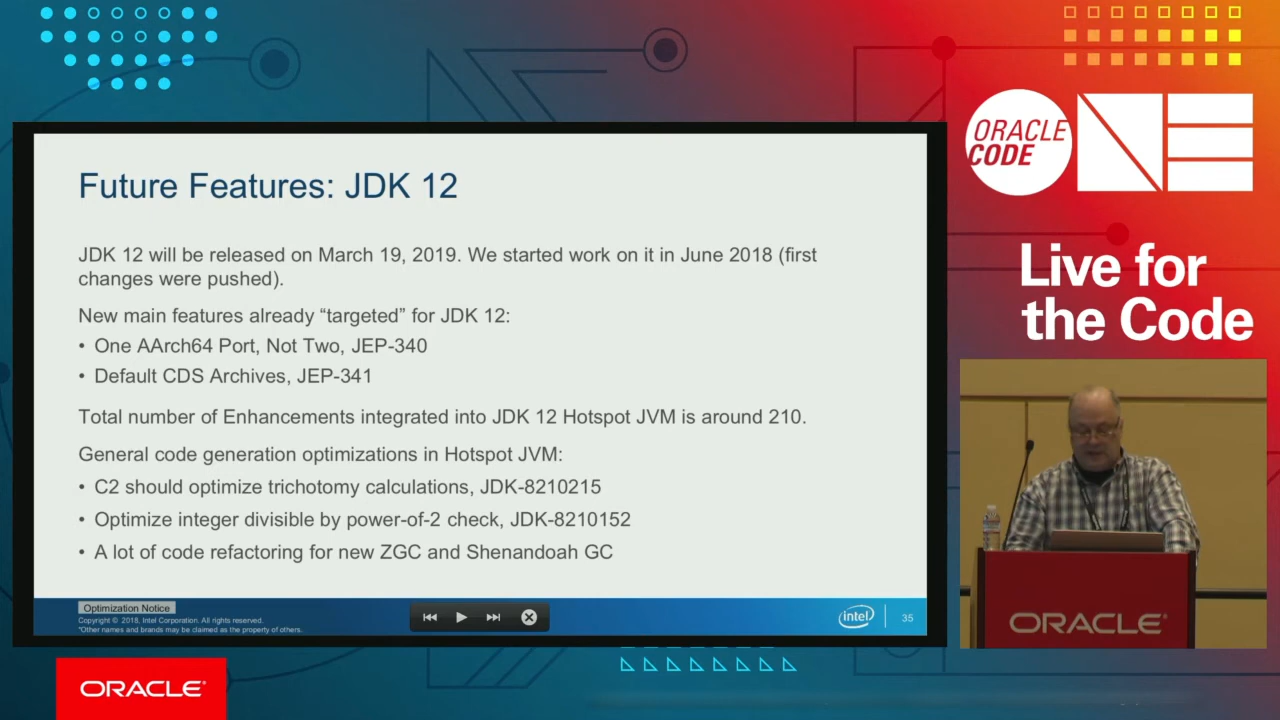 Future Features: JDK 12
JDK 12 will be released on March 19, 2019. We started work on it in June 2018 (first
changes were pushed).
New main features already “targeted” for JDK 12:
• One AArch64 Port, Not Two, JEP-340
• Default CDS Archives, JEP-341
Total number of Enhancements integrated into JDK 12 Hotspot JVM is around 210.
General code generation optimizations in Hotspot JVM:
• C2 should optimize trichotomy calculations, JDK-8210215
• Optimize integer divisible by power-of-2 check, JDK-8210152
• A lot of code refactoring for new ZGC and Shenandoah GC
Optimization Notice
Copyright © 2018, Intel Corporation. All rights reserved.
*Other names and brands may be claimed as the property of others.
intel
35
ORACLE
CODE
ONE
Live for
the Code
ORACLE
ORACLE